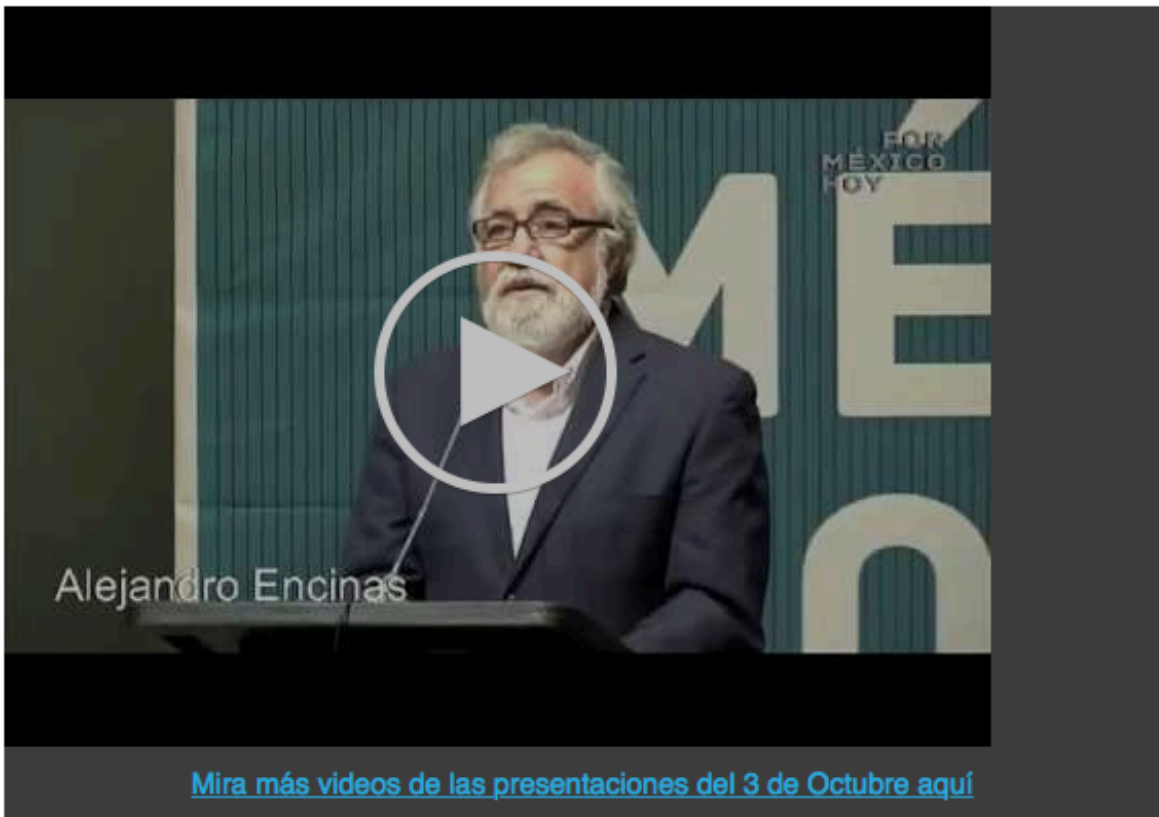 POR
MÉXICO
HOY
MÉ
O
Alejandro Encinas
Mira más videos de las presentaciones del 3 de Octubre aquí